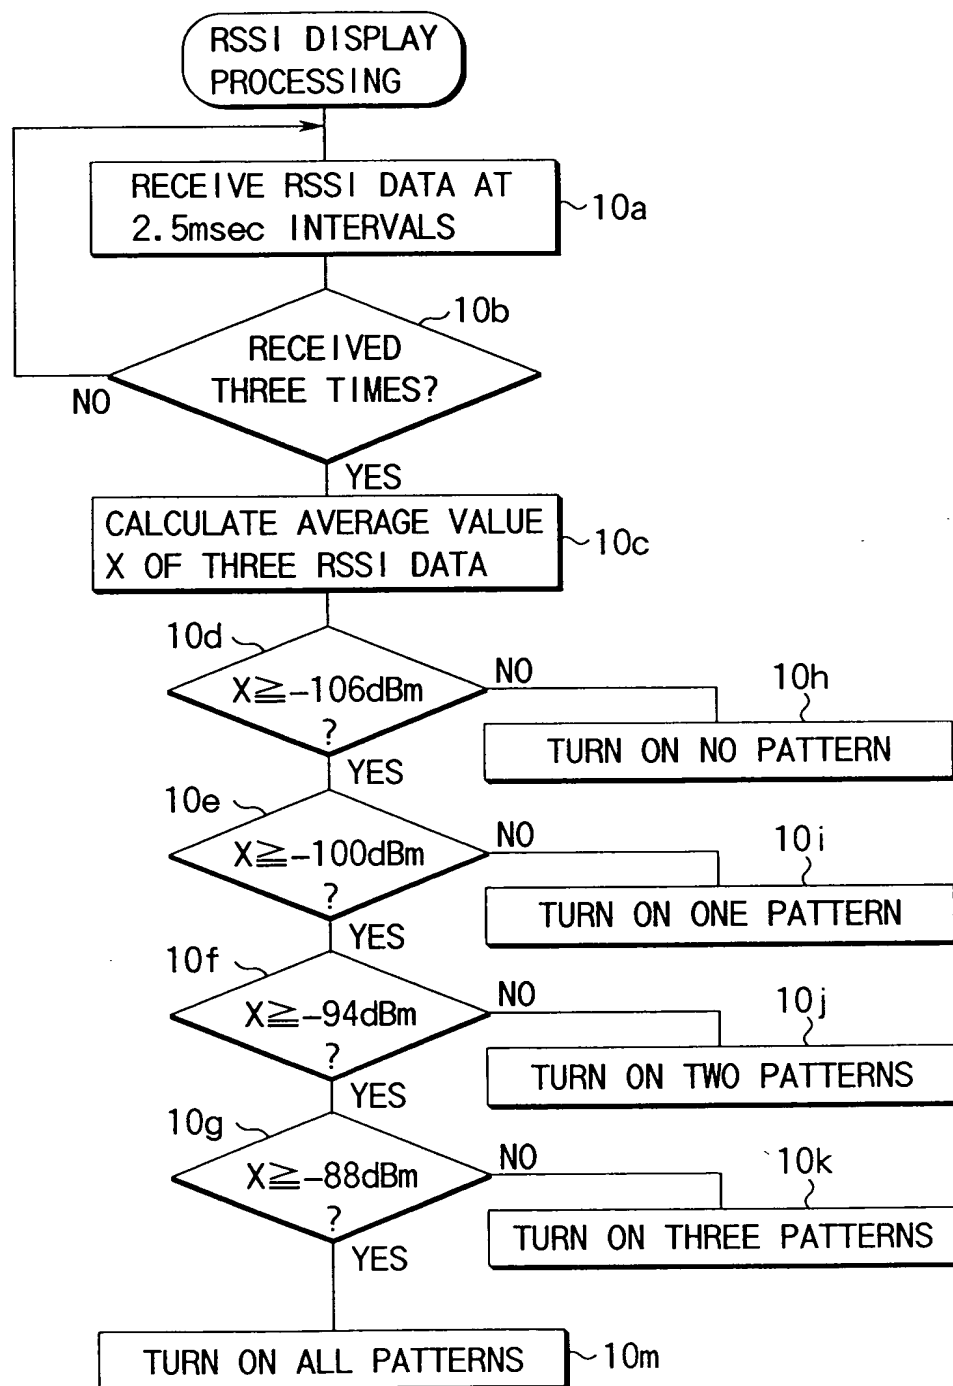 RSSI DISPLAY
PROCESSING
RECEIVE RSSI DATA AT
2.5msec INTERVALS
10a
10b
RECEIVED
THREE TIMES?
NO
YES
CALCULATE AVERAGE VALUE
X OF THREE RSSI DATA
10c
10d
X≧-106dBm
?
NO
10h
TURN ON NO PATTERN
YES
10e
X≧-100dBm
?
NO
10i
TURN ON ONE PATTERN
YES
10f
X≧-94dBm
?
NO
10j
TURN ON TWO PATTERNS
YES
10g
X≧-88dBm
?
NO
10k
TURN ON THREE PATTERNS
YES
TURN ON ALL PATTERNS
10m